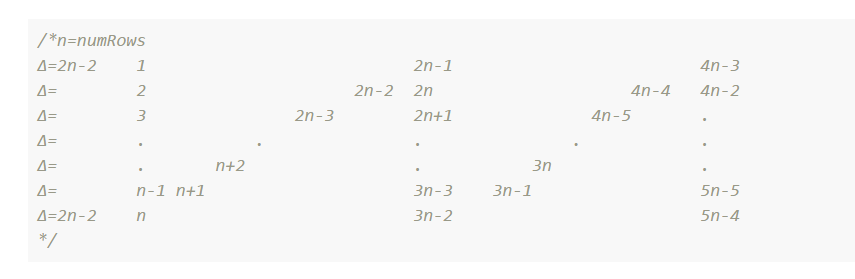 /*n=numRows
Δ=2n-2    1                           2n-1                         4n-3
Δ=        2                     2n-2  2n                    4n-4   4n-2
Δ=        3               2n-3        2n+1              4n-5       .
Δ=        .           .               .               .            .
Δ=        .       n+2                 .           3n               .
Δ=        n-1 n+1                     3n-3    3n-1                 5n-5
Δ=2n-2    n                           3n-2                         5n-4
*/